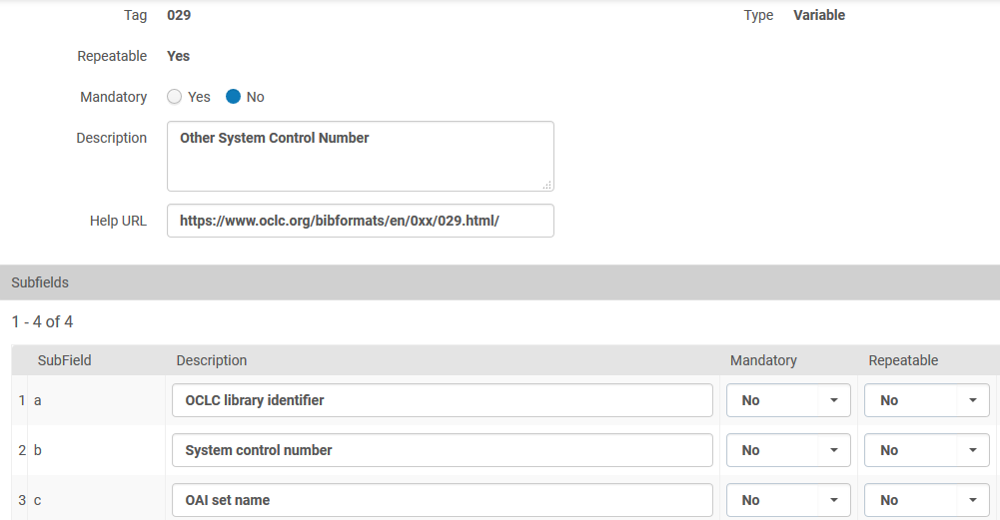 Tag 029 Type Variable
Repeatable Yes
Mandatory Yes No
Description Other System Control Number
Help URL https://www.oclc.org/bibformats/en/0xx/029.html/
Subfields
1 - 4 of 4
SubField Description Mandatory Repeatable
1 a OCLC library identifier No No
2 b System control number No No
3 c OAI set name No No